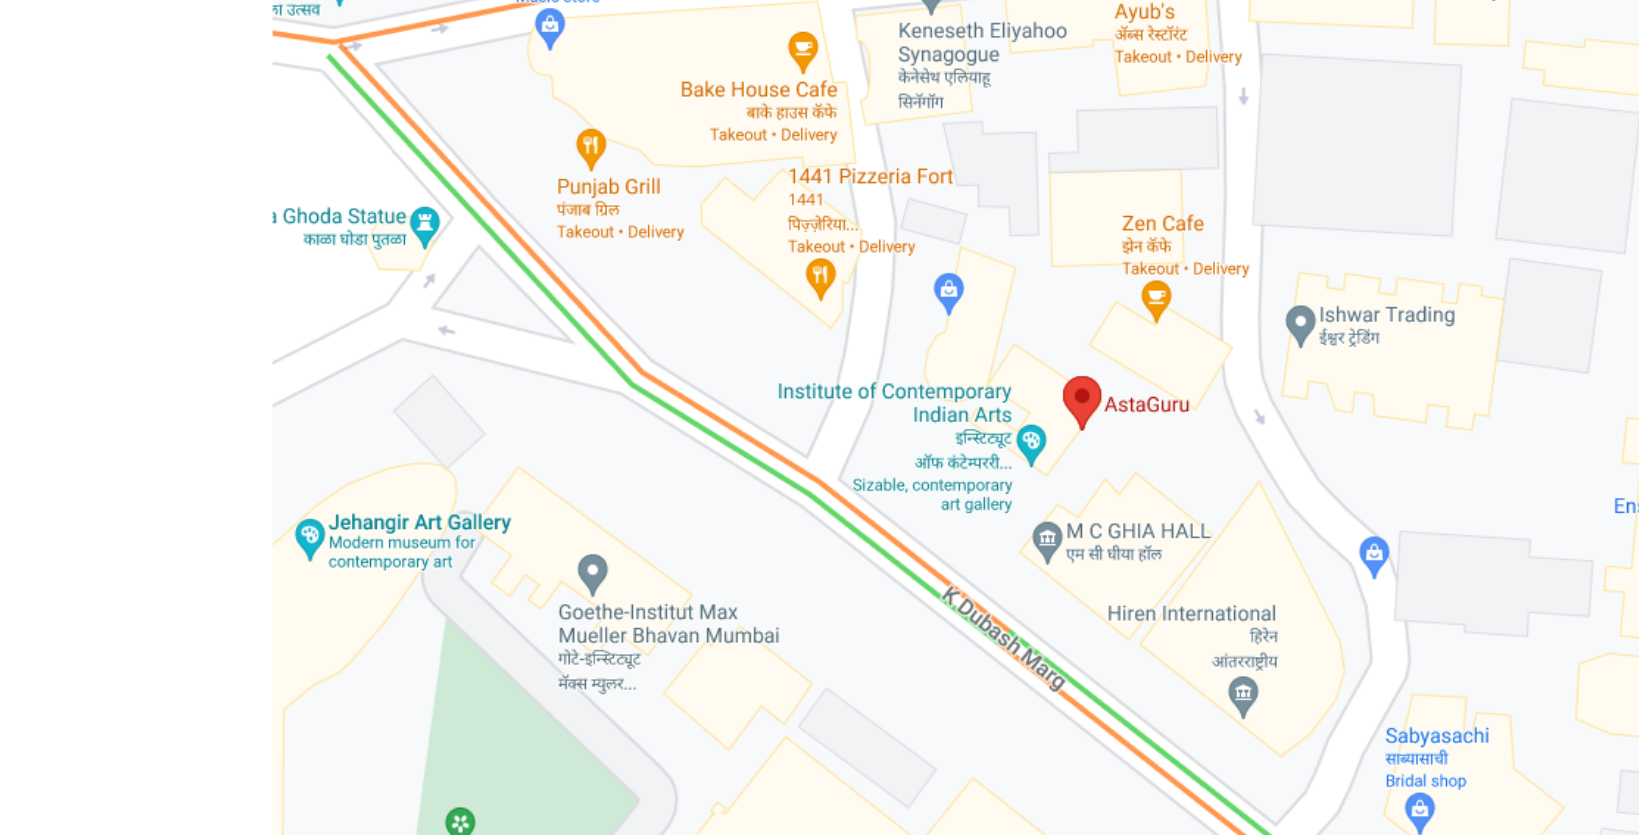 ला उत्सव
Music store
Bake House Cafe
बाके हाउस कॅफे
Takeout • Delivery
Keneseth Eliyahoo
Synagogue
केनेसेथ एलियाहू
सिनॅगॉग
Ayub's
ॲब्स रेस्टॉरंट
Takeout • Delivery
Punjab Grill
पंजाब ग्रिल
Takeout • Delivery
1441 Pizzeria Fort
1441
पिज़्ज़ेरिया...
Takeout • Delivery
a Ghoda Statue
काळा घोडा पुतळा
Zen Cafe
झेन कॅफे
Takeout • Delivery
Ishwar Trading
ईश्वर ट्रेडिंग
Institute of Contemporary
Indian Arts
इन्स्टिट्यूट
ऑफ कंटेम्परी...
Sizable, contemporary
art gallery
AstaGuru
Jehangir Art Gallery
Modern museum for
contemporary art
M C GHIA HALL
एम सी घीया हॉल
Goethe-Institut Max
Mueller Bhavan Mumbai
गोटे-इन्स्टिट्यूट
मॅक्स म्युलर...
K Dubash Marg
Hiren International
हिरेन
आंतरराष्ट्रीय
Ens
Sabyasachi
साब्यासाची
Bridal shop